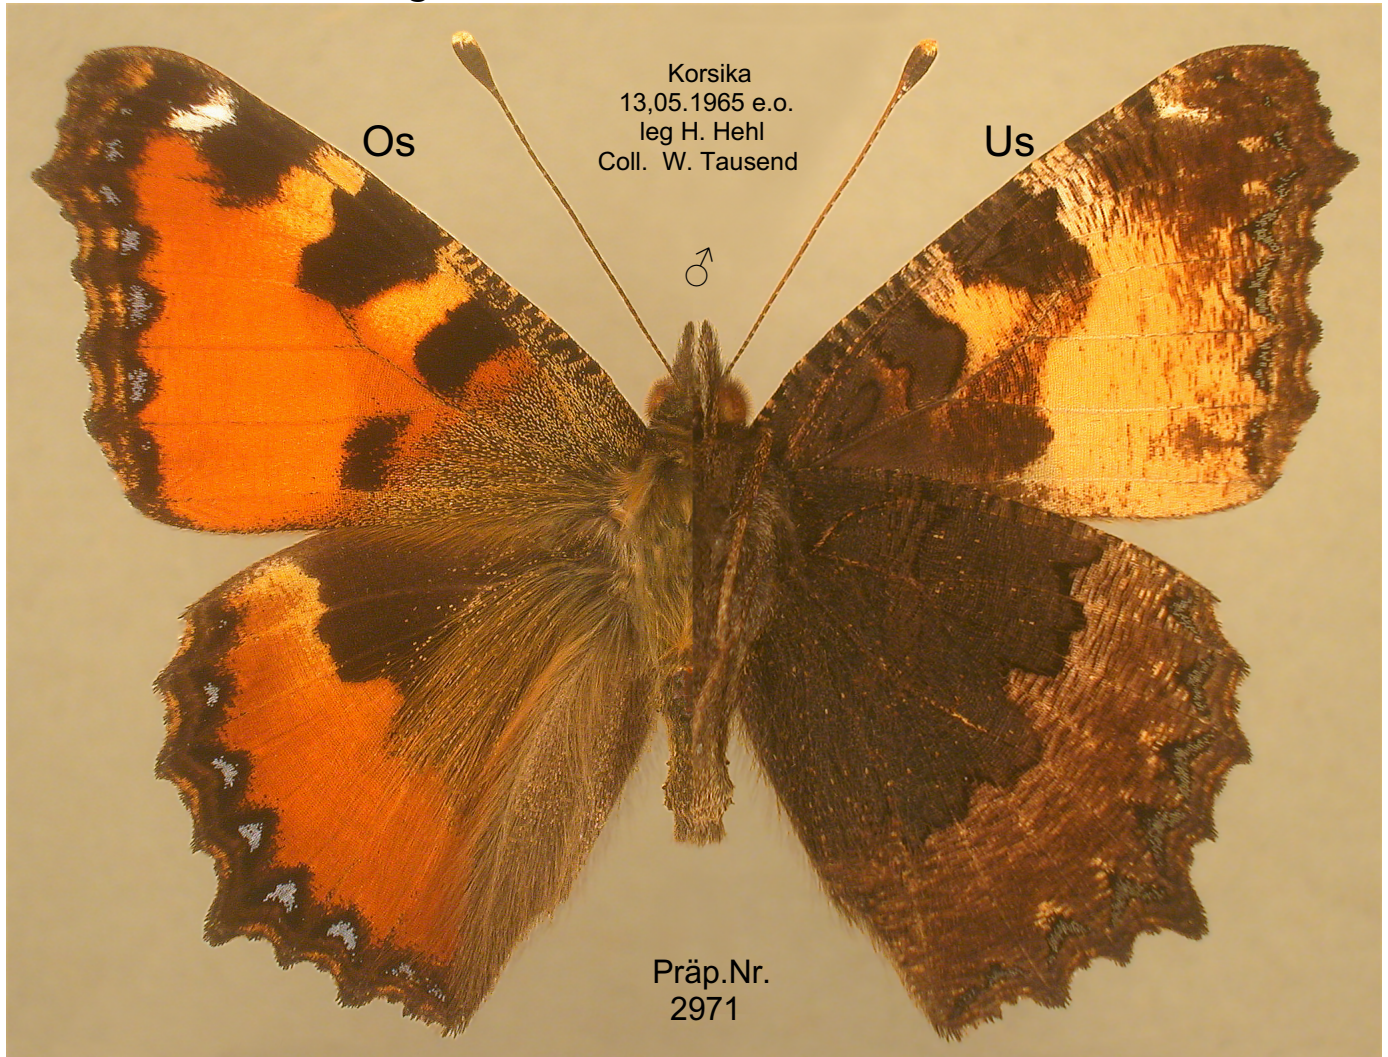 Korsika
Os
13,05.1965 e.o.
Us
leg H. Hehl
Coll. W. Tausend
♂
Präp.Nr.
2971